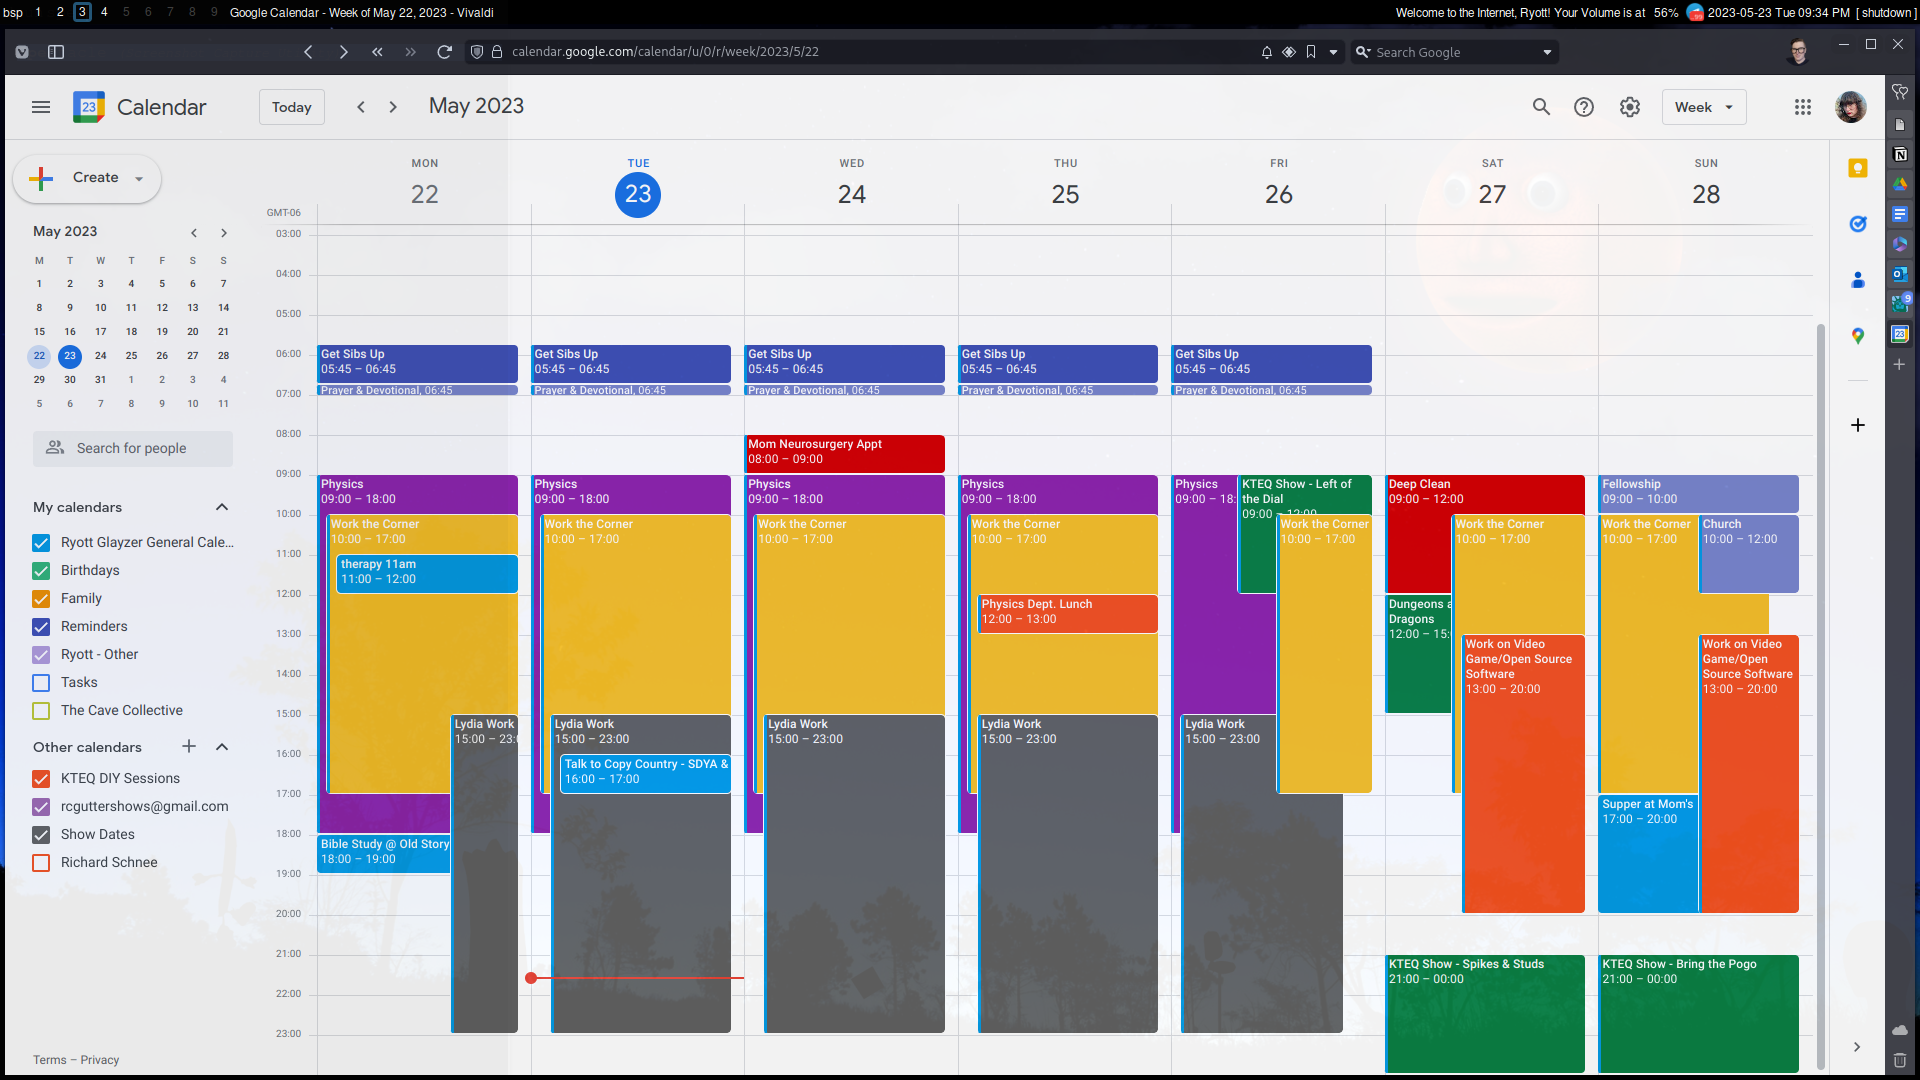 bsp 1 2 3 4 5 6 7 8 9 Google Calendar - Week of May 22, 2023 - Vivaldi
Welcome to the Internet, Ryott! Your Volume is at 56% 2023-05-23 Tue 09:34 PM [ shutdown ]
calendar.google.com/calendar/u/0/r/week/2023/5/22
Search Google
23 Calendar
Today
May 2023
Week
Create
May 2023
M T W T F S S
1 2 3 4 5 6 7
8 9 10 11 12 13 14
15 16 17 18 19 20 21
22 23 24 25 26 27 28
29 30 31 1 2 3 4
5 6 7 8 9 10 11
Search for people
My calendars
Ryott Glayzer General Cale...
Birthdays
Family
Reminders
Ryott - Other
Tasks
The Cave Collective
Other calendars
KTEQ DIY Sessions
rcguttershows@gmail.com
Show Dates
Richard Schnee
Terms – Privacy
GMT-06
03:00
04:00
05:00
06:00
07:00
08:00
09:00
10:00
11:00
12:00
13:00
14:00
15:00
16:00
17:00
18:00
19:00
20:00
21:00
22:00
23:00
MON
22
Get Sibs Up
05:45 – 06:45
Prayer & Devotional, 06:45
Physics
09:00 – 18:00
Work the Corner
10:00 – 17:00
therapy 11am
11:00 – 12:00
Lydia Work
15:00 – 23:0
Bible Study @ Old Story
18:00 – 19:00
TUE
23
Get Sibs Up
05:45 – 06:45
Prayer & Devotional, 06:45
Physics
09:00 – 18:00
Work the Corner
10:00 – 17:00
Lydia Work
15:00 – 23:00
Talk to Copy Country - SDYA &
16:00 – 17:00
WED
24
Get Sibs Up
05:45 – 06:45
Prayer & Devotional, 06:45
Mom Neurosurgery Appt
08:00 – 09:00
Physics
09:00 – 18:00
Work the Corner
10:00 – 17:00
Lydia Work
15:00 – 23:00
THU
25
Get Sibs Up
05:45 – 06:45
Prayer & Devotional, 06:45
Physics
09:00 – 18:00
Work the Corner
10:00 – 17:00
Physics Dept. Lunch
12:00 – 13:00
Lydia Work
15:00 – 23:00
FRI
26
Get Sibs Up
05:45 – 06:45
Prayer & Devotional, 06:45
Physics
09:00 – 18:
KTEQ Show - Left of
the Dial
09:00 – 12:00
Work the Corner
10:00 – 17:00
Lydia Work
15:00 – 23:00
SAT
27
Deep Clean
09:00 – 12:00
Work the Corner
10:00 – 17:00
Dungeons a
Dragons
12:00 – 15:
Work on Video
Game/Open Source
Software
13:00 – 20:00
KTEQ Show - Spikes & Studs
21:00 – 00:00
SUN
28
Fellowship
09:00 – 10:00
Work the Corner
10:00 – 17:00
Church
10:00 – 12:00
Work on Video
Game/Open
Source Software
13:00 – 20:00
Supper at Mom's
17:00 – 20:00
KTEQ Show - Bring the Pogo
21:00 – 00:00
9
23